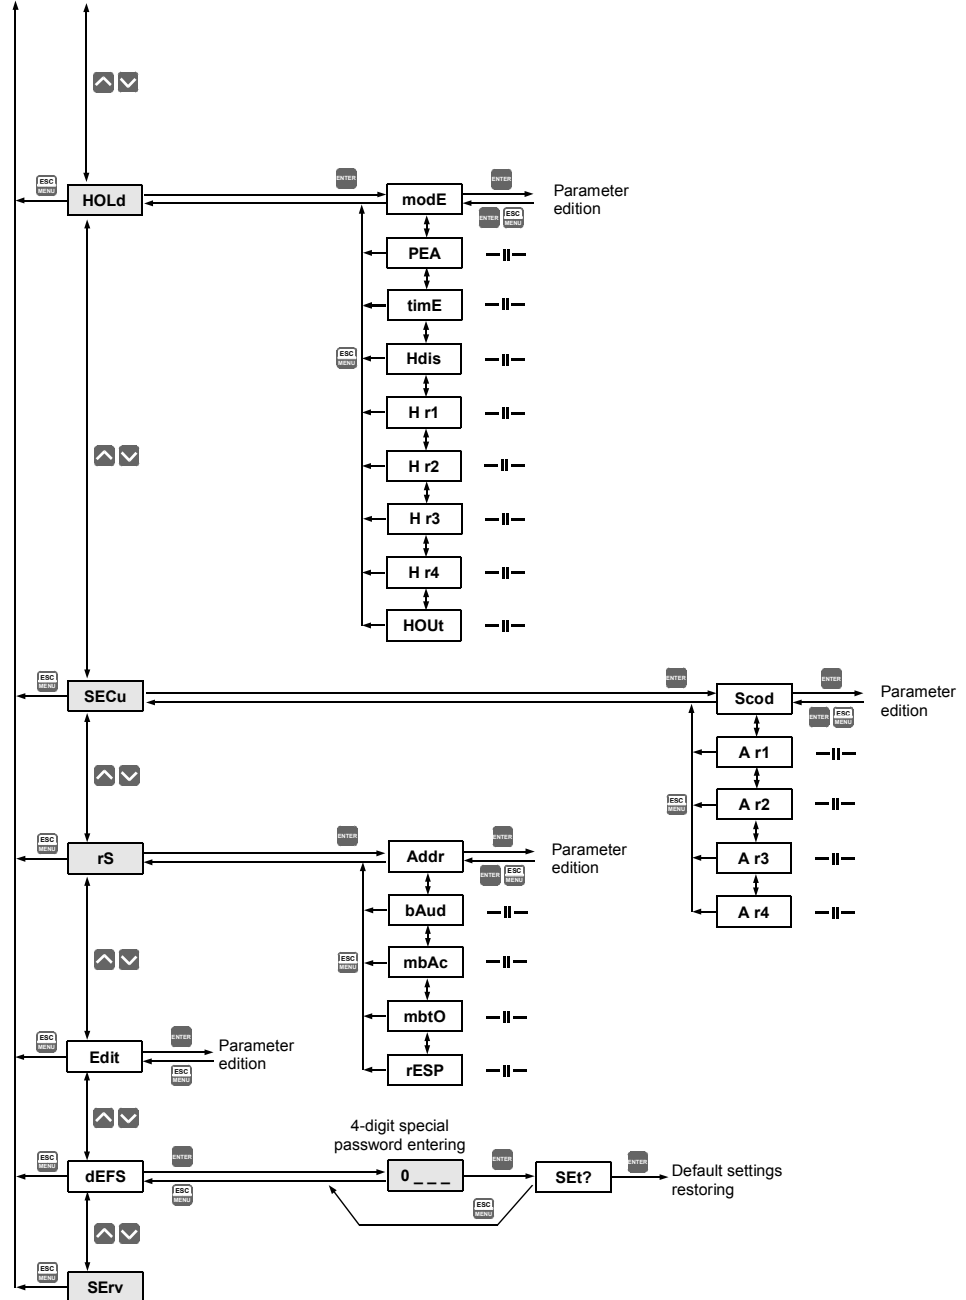 ESC
MENU
ENTER
ENTER
HOLd
modE
Parameter
edition
ENTER
ESC
MENU
PEA
timE
ESC
MENU
Hdis
H r1
H r2
H r3
H r4
HOUt
ESC
MENU
ENTER
ENTER
SECu
Scod
Parameter
edition
ENTER
ESC
MENU
A r1
ESC
MENU
A r2
A r3
A r4
ESC
MENU
ENTER
ENTER
rS
Addr
Parameter
edition
ENTER
ESC
MENU
bAud
ESC
MENU
mbAc
mbtO
rESP
ESC
MENU
ENTER
Edit
Parameter
edition
ESC
MENU
4-digit special
password entering
ESC
MENU
ENTER
ENTER
ENTER
dEFS
0 _ _ _
SEt?
Default settings
restoring
ESC
MENU
ESC
MENU
ESC
MENU
SErv